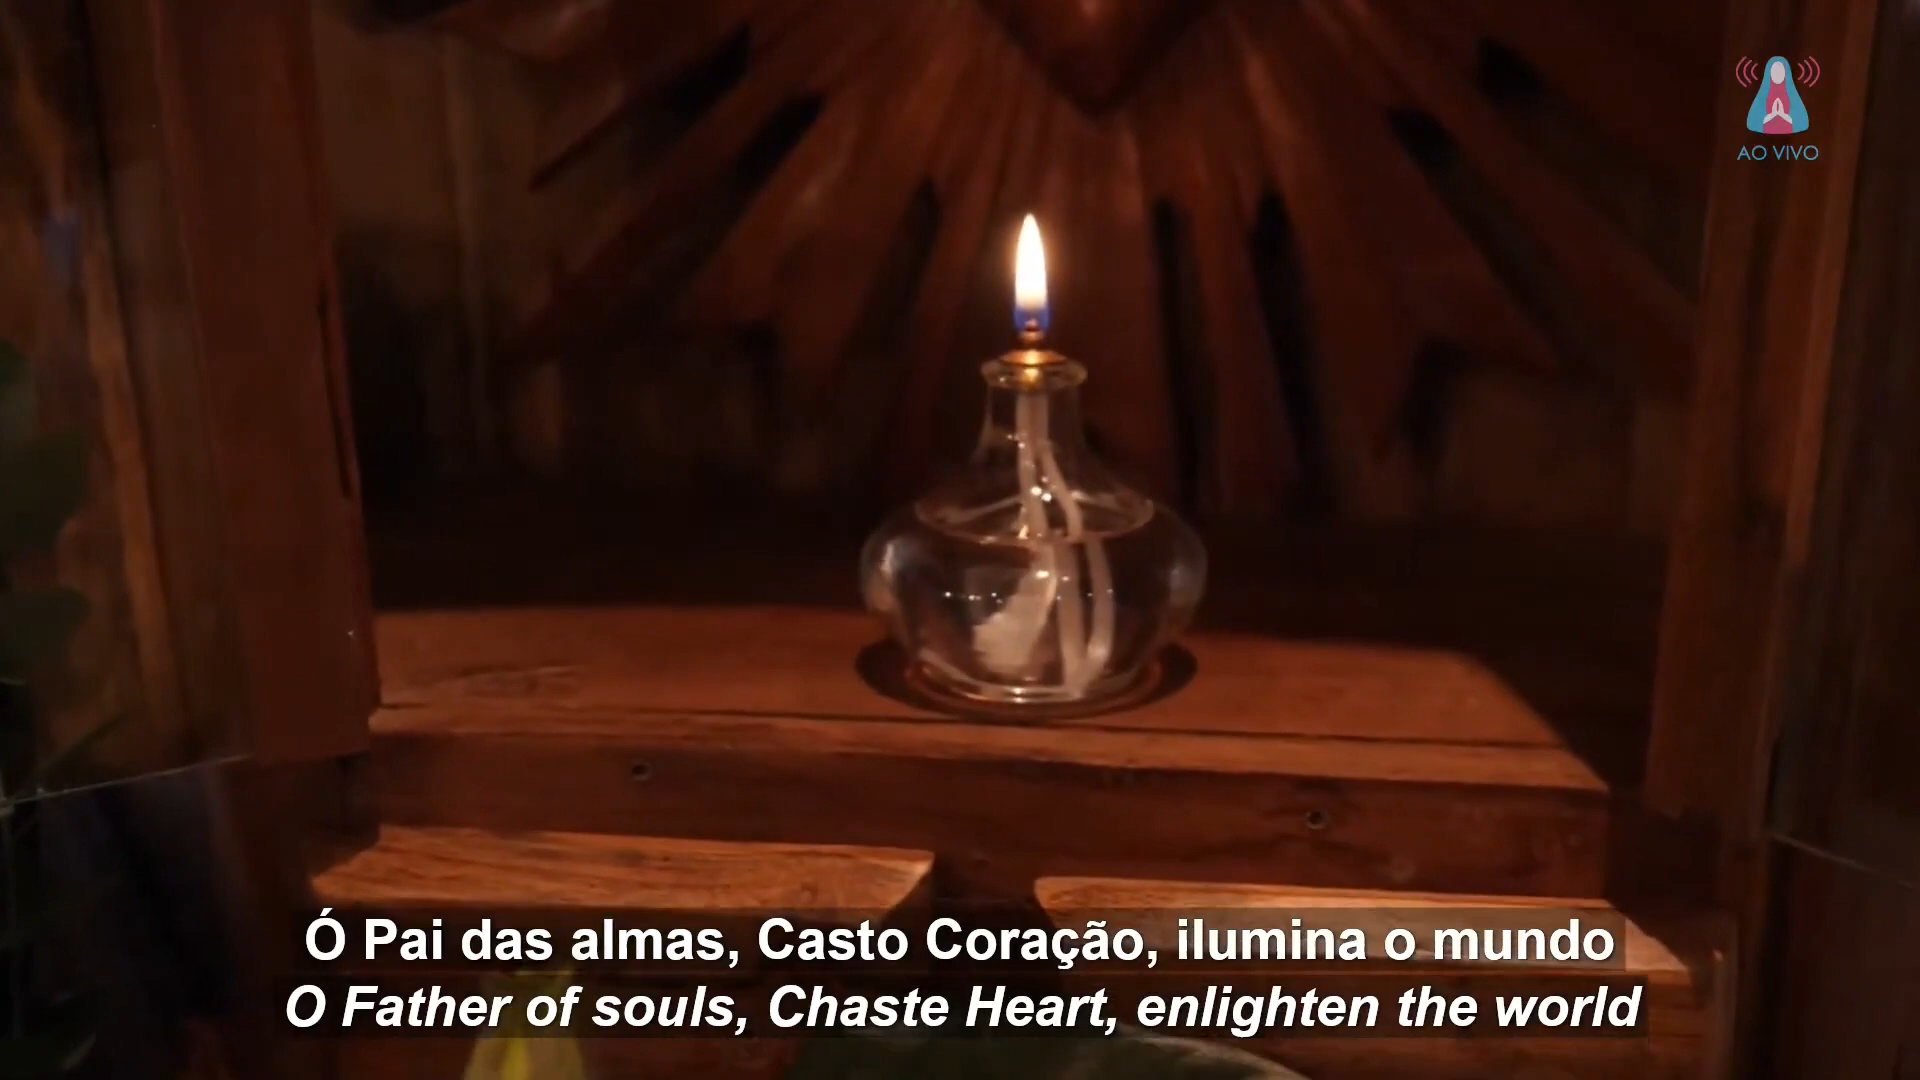 AO VIVO
Ó Pai das almas, Casto Coração, ilumina o mundo
O Father of souls, Chaste Heart, enlighten the world